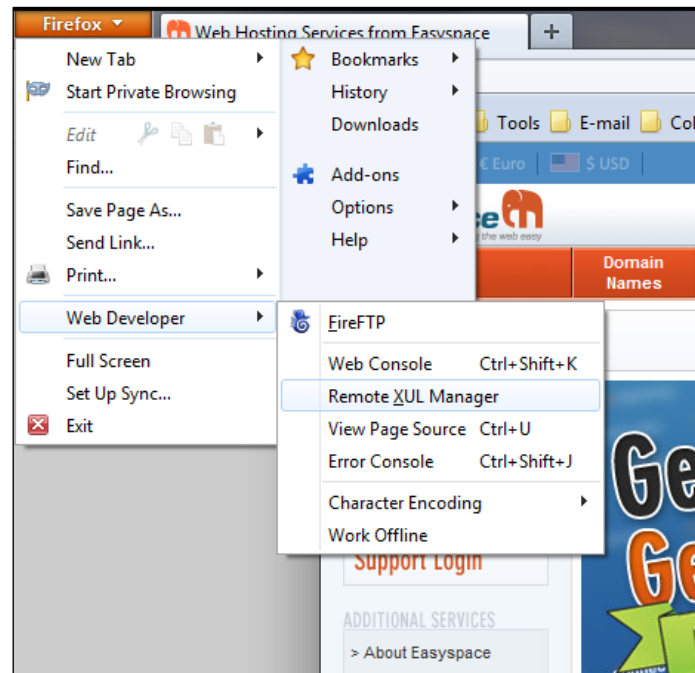 Firefox
Web Hosting Services from Easyspace
New Tab
Start Private Browsing
Edit
Find...
Save Page As...
Send Link...
Print...
Web Developer
Full Screen
Set Up Sync...
Exit
Bookmarks
History
Downloads
Add-ons
Options
Help
FireFTP
Web Console Ctrl+Shift+K
Remote XUL Manager
View Page Source Ctrl+U
Error Console Ctrl+Shift+J
Character Encoding
Work Offline
Tools E-mail Col
€ Euro $ USD
ce
the web easy
Domain
Names
Ge
Ge
Support Login
ADDITIONAL SERVICES
> About Easyspace